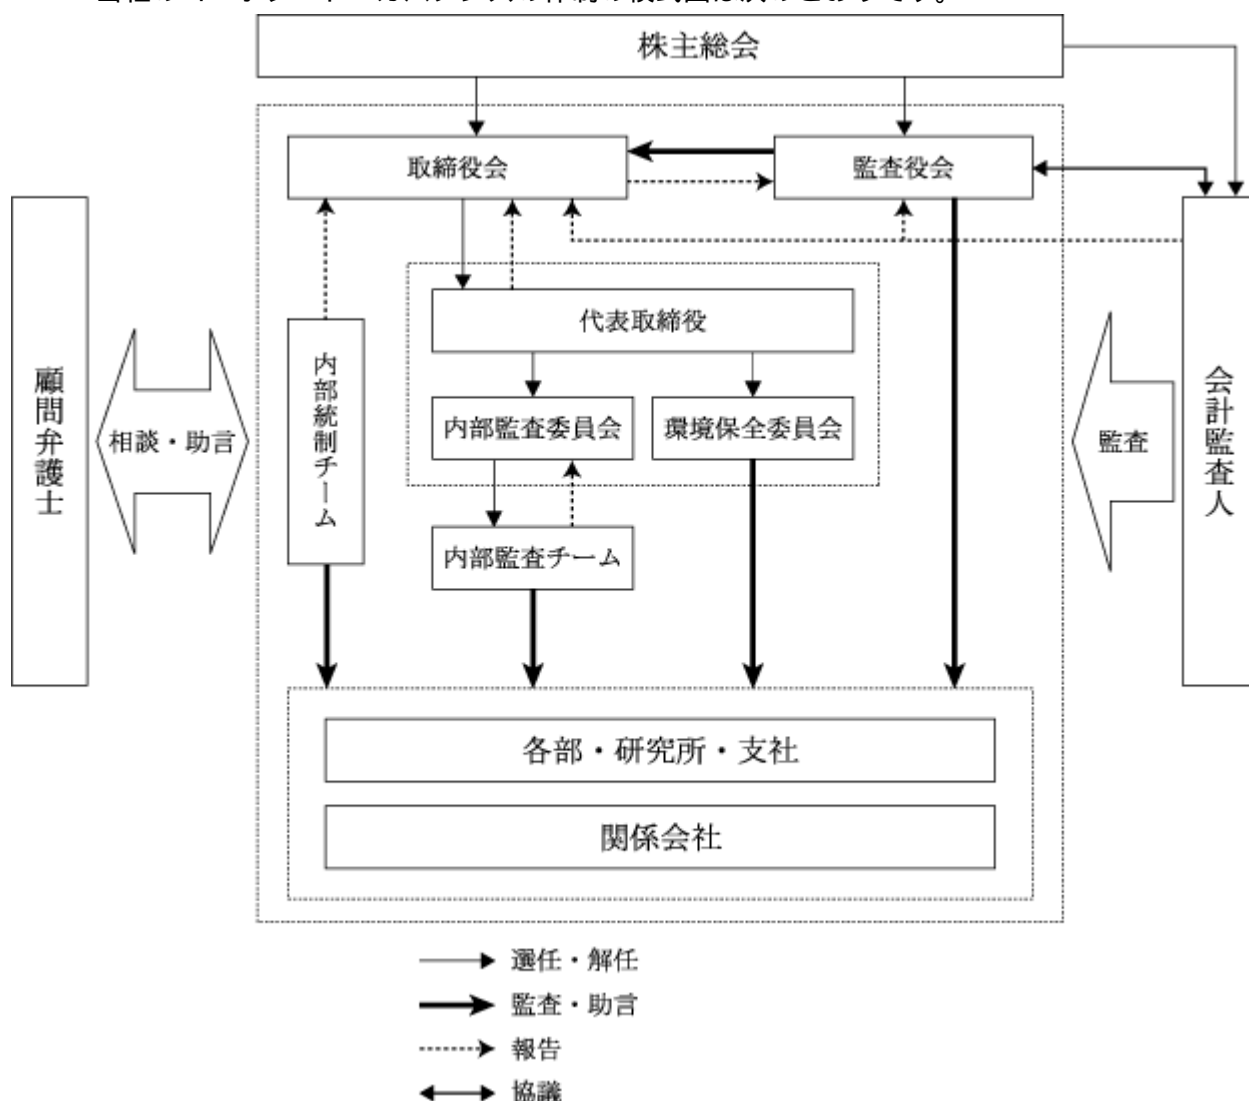 株主総会
取締役会
監査役会
代表取締役
内部監査委員会
環境保全委員会
内部監査チーム
内部統制チーム
顧問弁護士
相談・助言
監査
会計監査人
各部・研究所・支社
関係会社
選任・解任
監査・助言
報告
協議